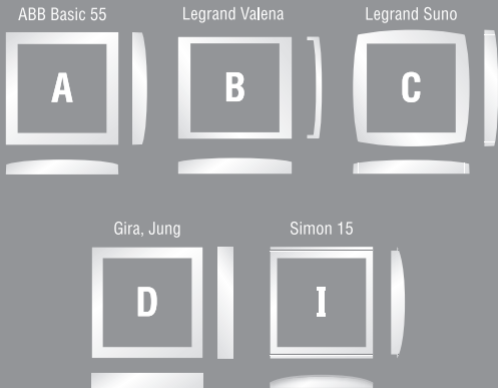 ABB Basic 55 Legrand Valena Legrand Suno
A B C
Gira, Jung Simon 15
D I